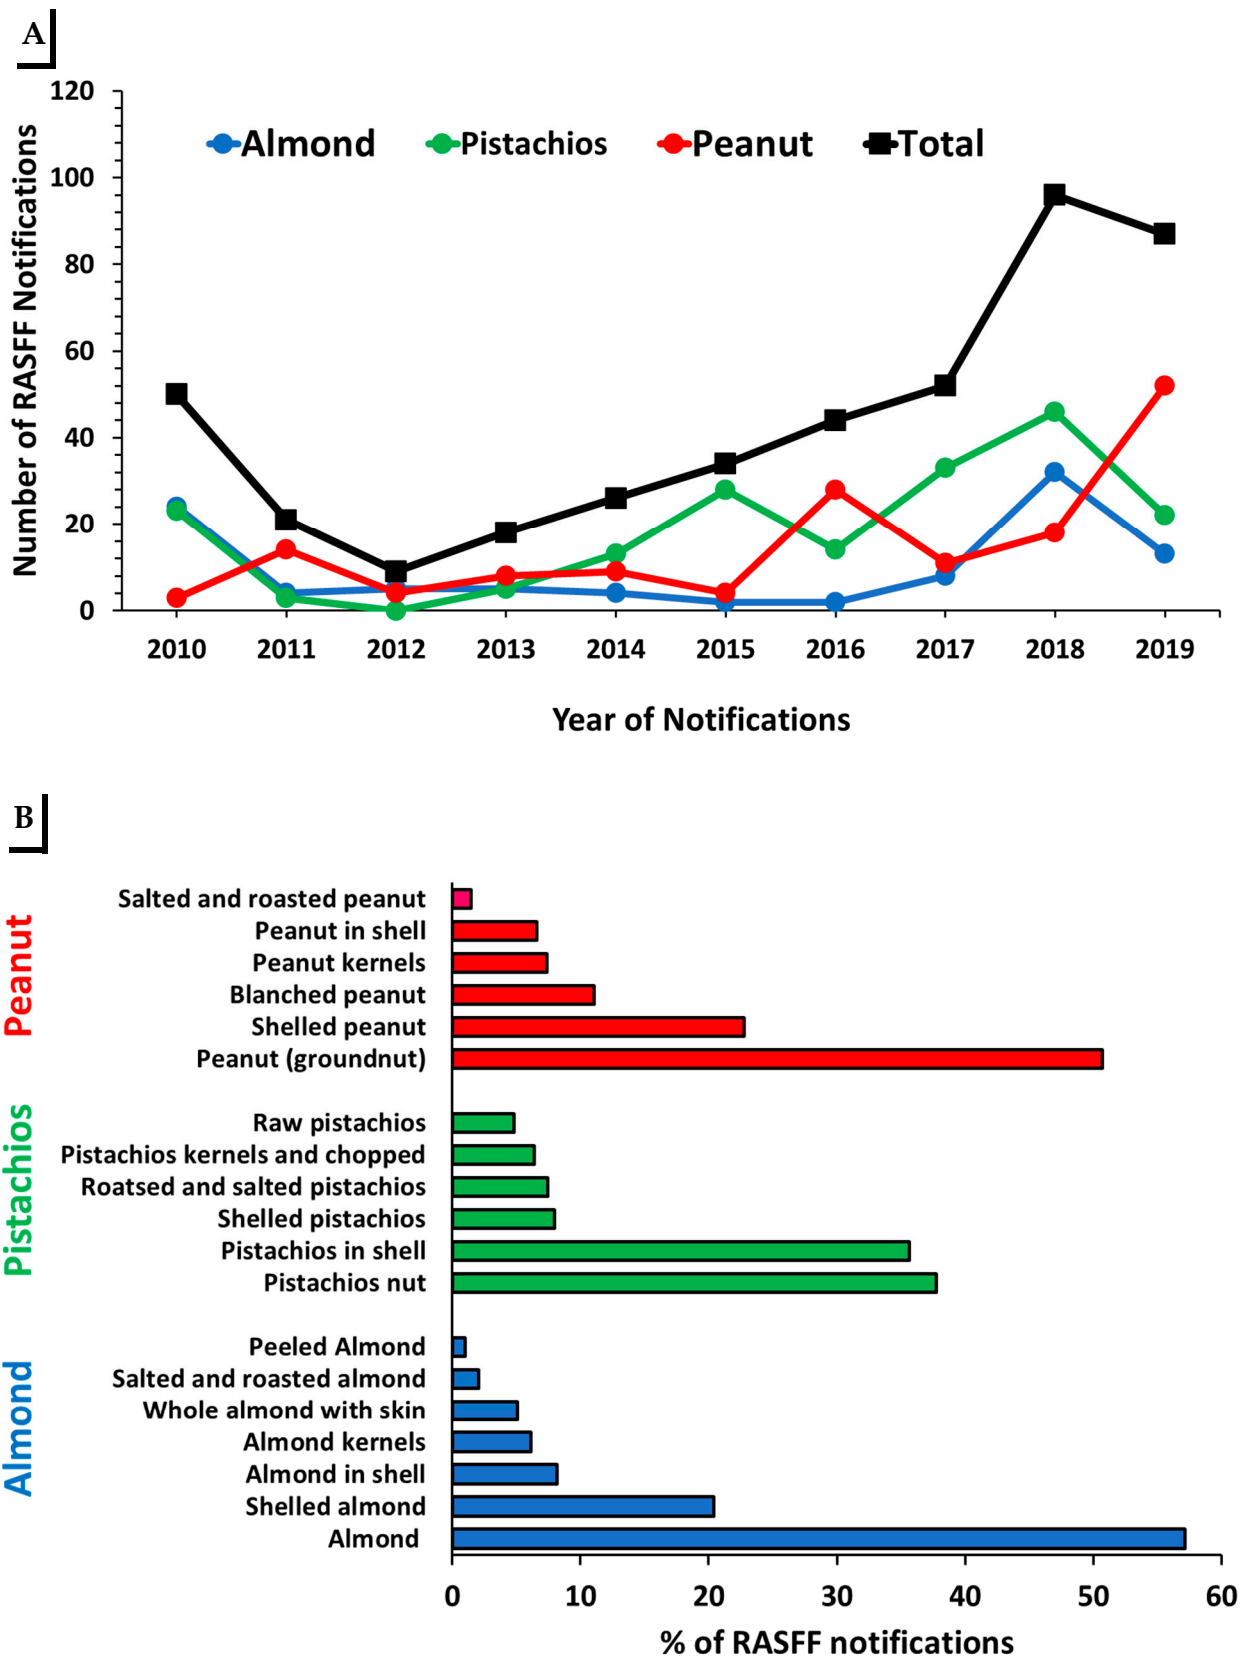 A
120
100
80
60
40
20
0
Number of RASFF Notifications
Almond Pistachios Peanut Total
2010 2011 2012 2013 2014 2015 2016 2017 2018 2019
Year of Notifications
B
Peanut
Salted and roasted peanut
Peanut in shell
Peanut kernels
Blanched peanut
Shelled peanut
Peanut (groundnut)
Pistachios
Raw pistachios
Pistachios kernels and chopped
Roatsed and salted pistachios
Shelled pistachios
Pistachios in shell
Pistachios nut
Almond
Peeled Almond
Salted and roasted almond
Whole almond with skin
Almond kernels
Almond in shell
Shelled almond
Almond
0 10 20 30 40 50 60
% of RASFF notifications